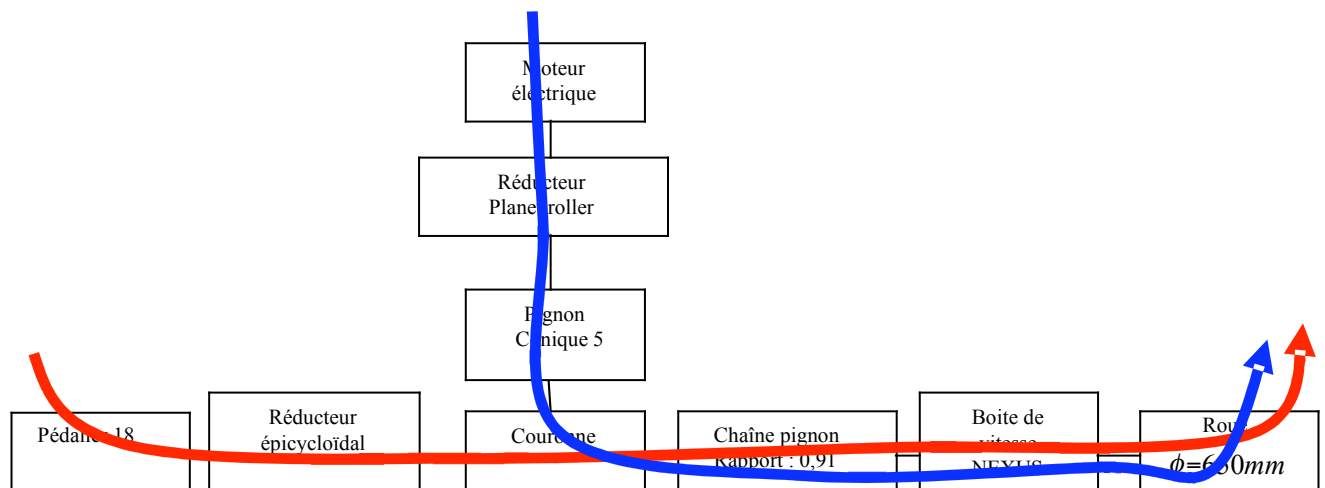 Moteur
électrique
Réducteur
Planetroller
Pignon
Conique 5
Pédalier 18
Réducteur
épicycloïdal
Couronne
Chaîne pignon
Rapport : 0,91
Boite de
vitesse
NEXUS
Roue
ϕ=650mm